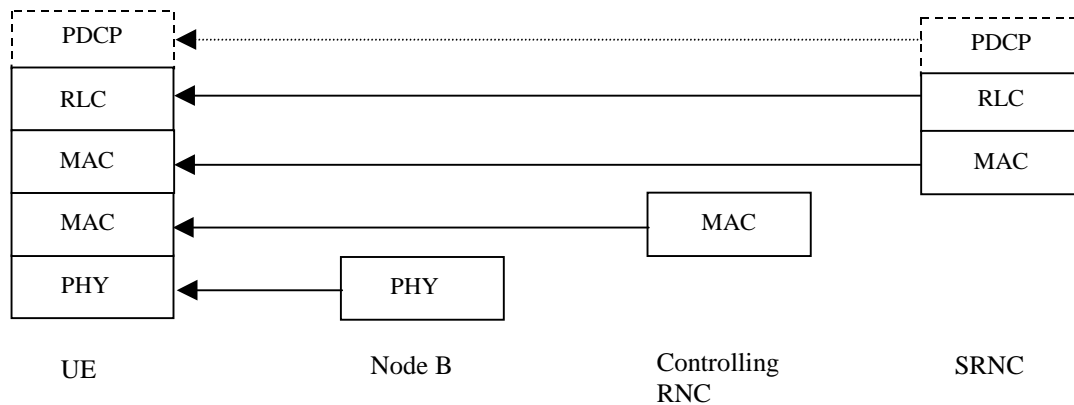 PDCP
PDCP
RLC
RLC
MAC
MAC
MAC
MAC
PHY
PHY
UE
Node B
Controlling
RNC
SRNC